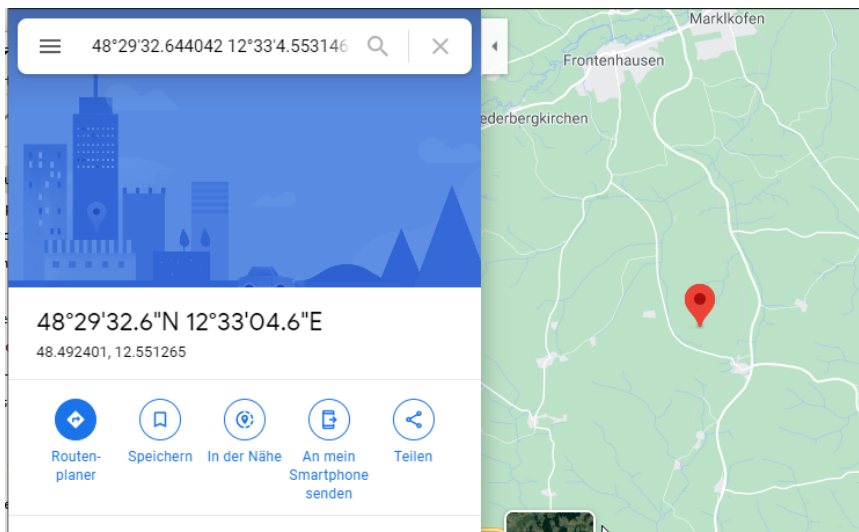 48°29'32.644042 12°33'4.553146
48°29'32.6"N 12°33'04.6"E
48.492401, 12.551265
Routen-
planer
Speichern
In der Nähe
An mein
Smartphone
senden
Teilen
Marklkofen
Frontenhausen
ederbergkirchen